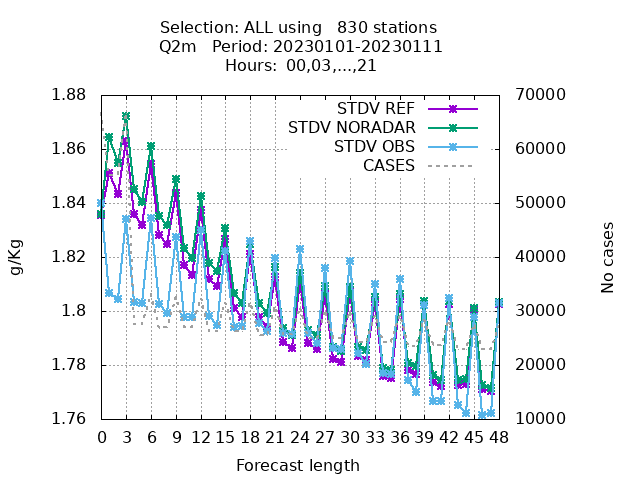 Selection: ALL using   830 stations
Q2m   Period: 20230101-20230111
Hours:  00,03,...,21
1.88
1.86
1.84
1.82
1.8
1.78
1.76
g/Kg
STDV REF
STDV NORADAR
STDV OBS
CASES
70000
60000
50000
40000
30000
20000
10000
No cases
0 3 6 9 12 15 18 21 24 27 30 33 36 39 42 45 48
Forecast length